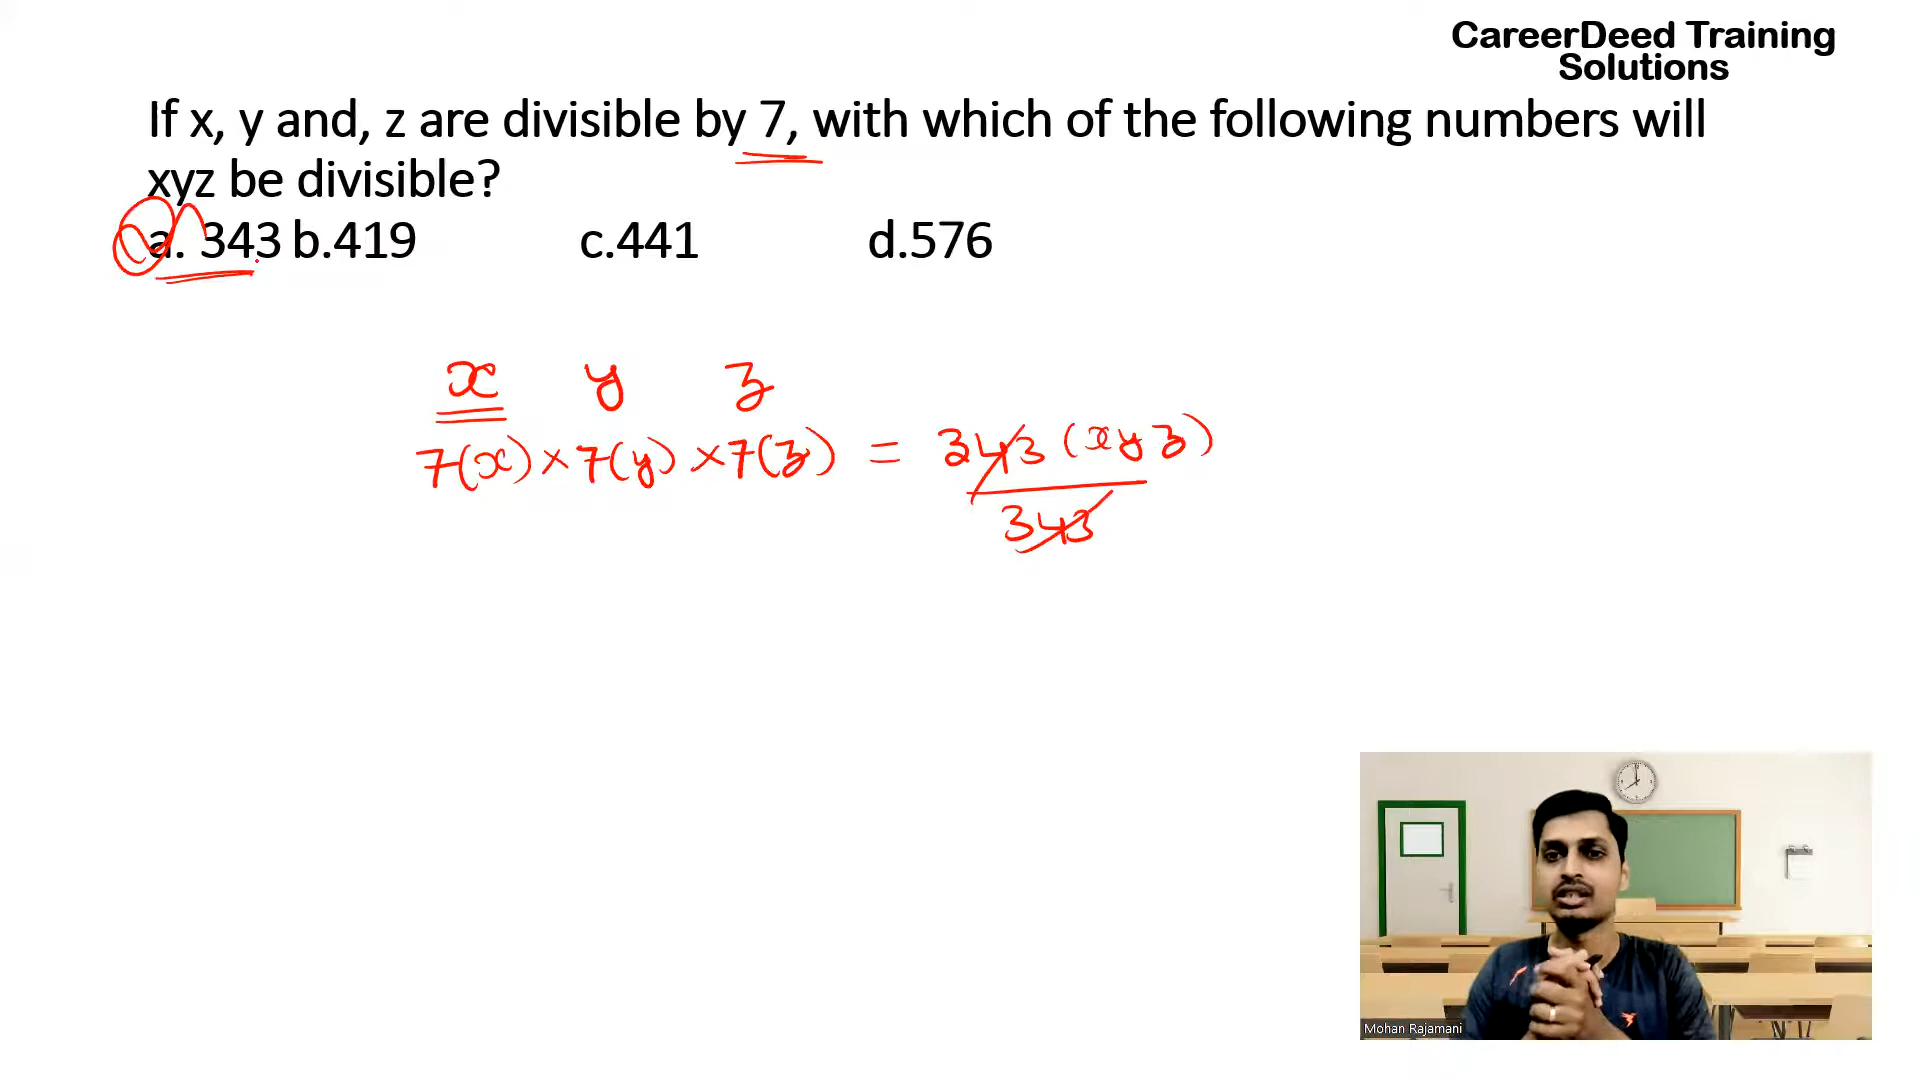 CareerDeed Training
Solutions
If x, y and, z are divisible by 7, with which of the following numbers will
xyz be divisible?
a. 343 b.419 c.441 d.576
x y z
7(x) × 7(y) × 7(z) = 343 (xyz)
343
Mohan Rajamani